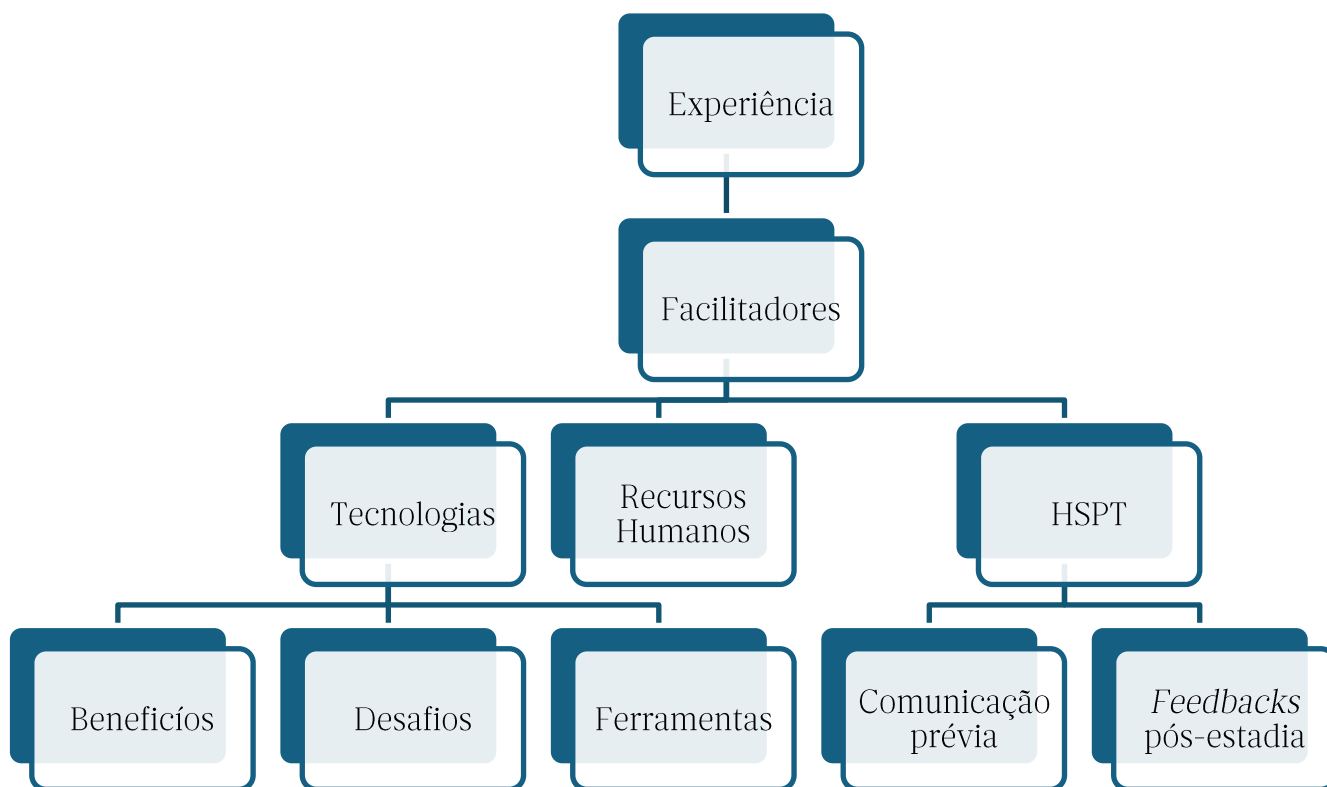 Experiência
Facilitadores
Tecnologias
Recursos
Humanos
HSPT
Beneficíos
Desafios
Ferramentas
Comunicação
prévia
Feedbacks
pós-estadia